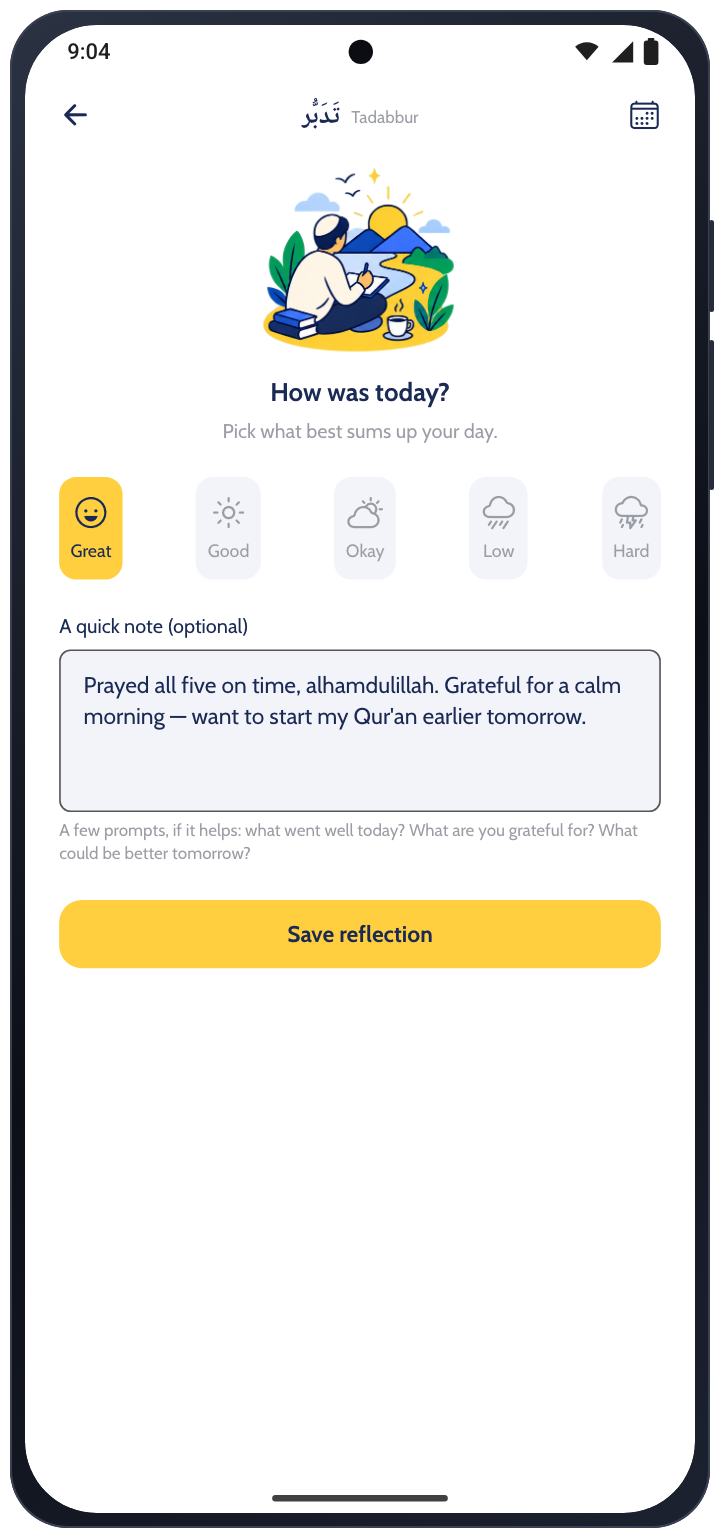 9:04
تَدَبُّر Tadabbur
How was today?
Pick what best sums up your day.
Great Good Okay Low Hard
A quick note (optional)
Prayed all five on time, alhamdulillah. Grateful for a calm
morning — want to start my Qur'an earlier tomorrow.
A few prompts, if it helps: what went well today? What are you grateful for? What
could be better tomorrow?
Save reflection